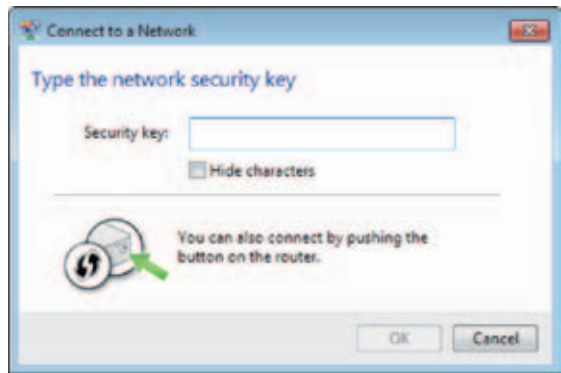 Connect to a Network
Type the network security key
Security key:
Hide characters
You can also connect by pushing the
button on the router.
OK
Cancel